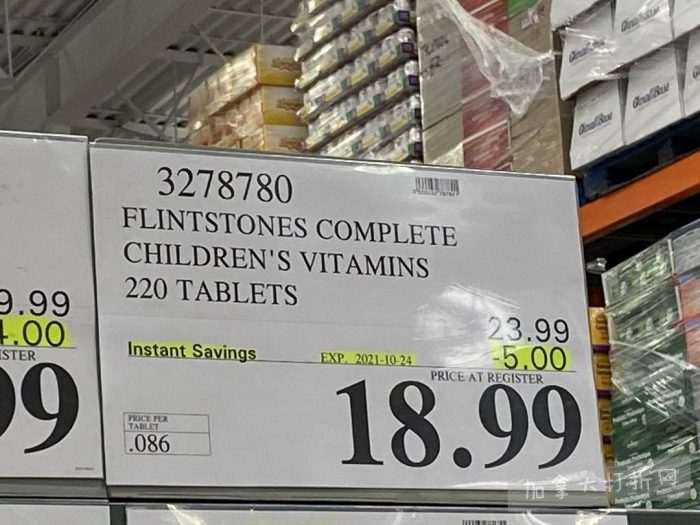 3278780
FLINTSTONES COMPLETE
CHILDREN'S VITAMINS
220 TABLETS
23.99
Instant Savings EXP. 2021-10-24 -5.00
PRICE AT REGISTER
18.99
PRICE PER
TABLET
.086
9.99
4.00
ISTER
99
GlucoBase
加拿大打折网